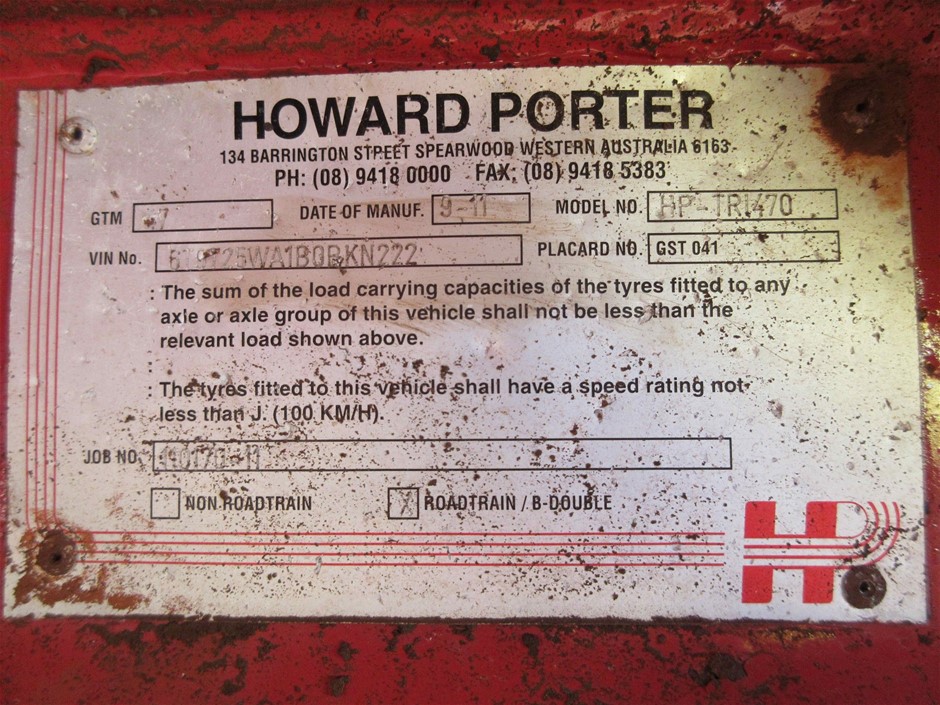 HOWARD PORTER
134 BARRINGTON STREET SPEARWOOD WESTERN AUSTRALIA 6163
PH: (08) 9418 0000 FAX: (08) 9418 5383
GTM DATE OF MANUF. 9-11 MODEL NO. HP-TRI470
VIN No. PLACARD NO. GST 041
: The sum of the load carrying capacities of the tyres fitted to any
axle or axle group of this vehicle shall not be less than the
relevant load shown above.
:
: The tyres fitted to this vehicle shall have a speed rating not
less than J. (100 KM/H).
JOB NO.
NON ROADTRAIN X ROADTRAIN / B-DOUBLE
HP